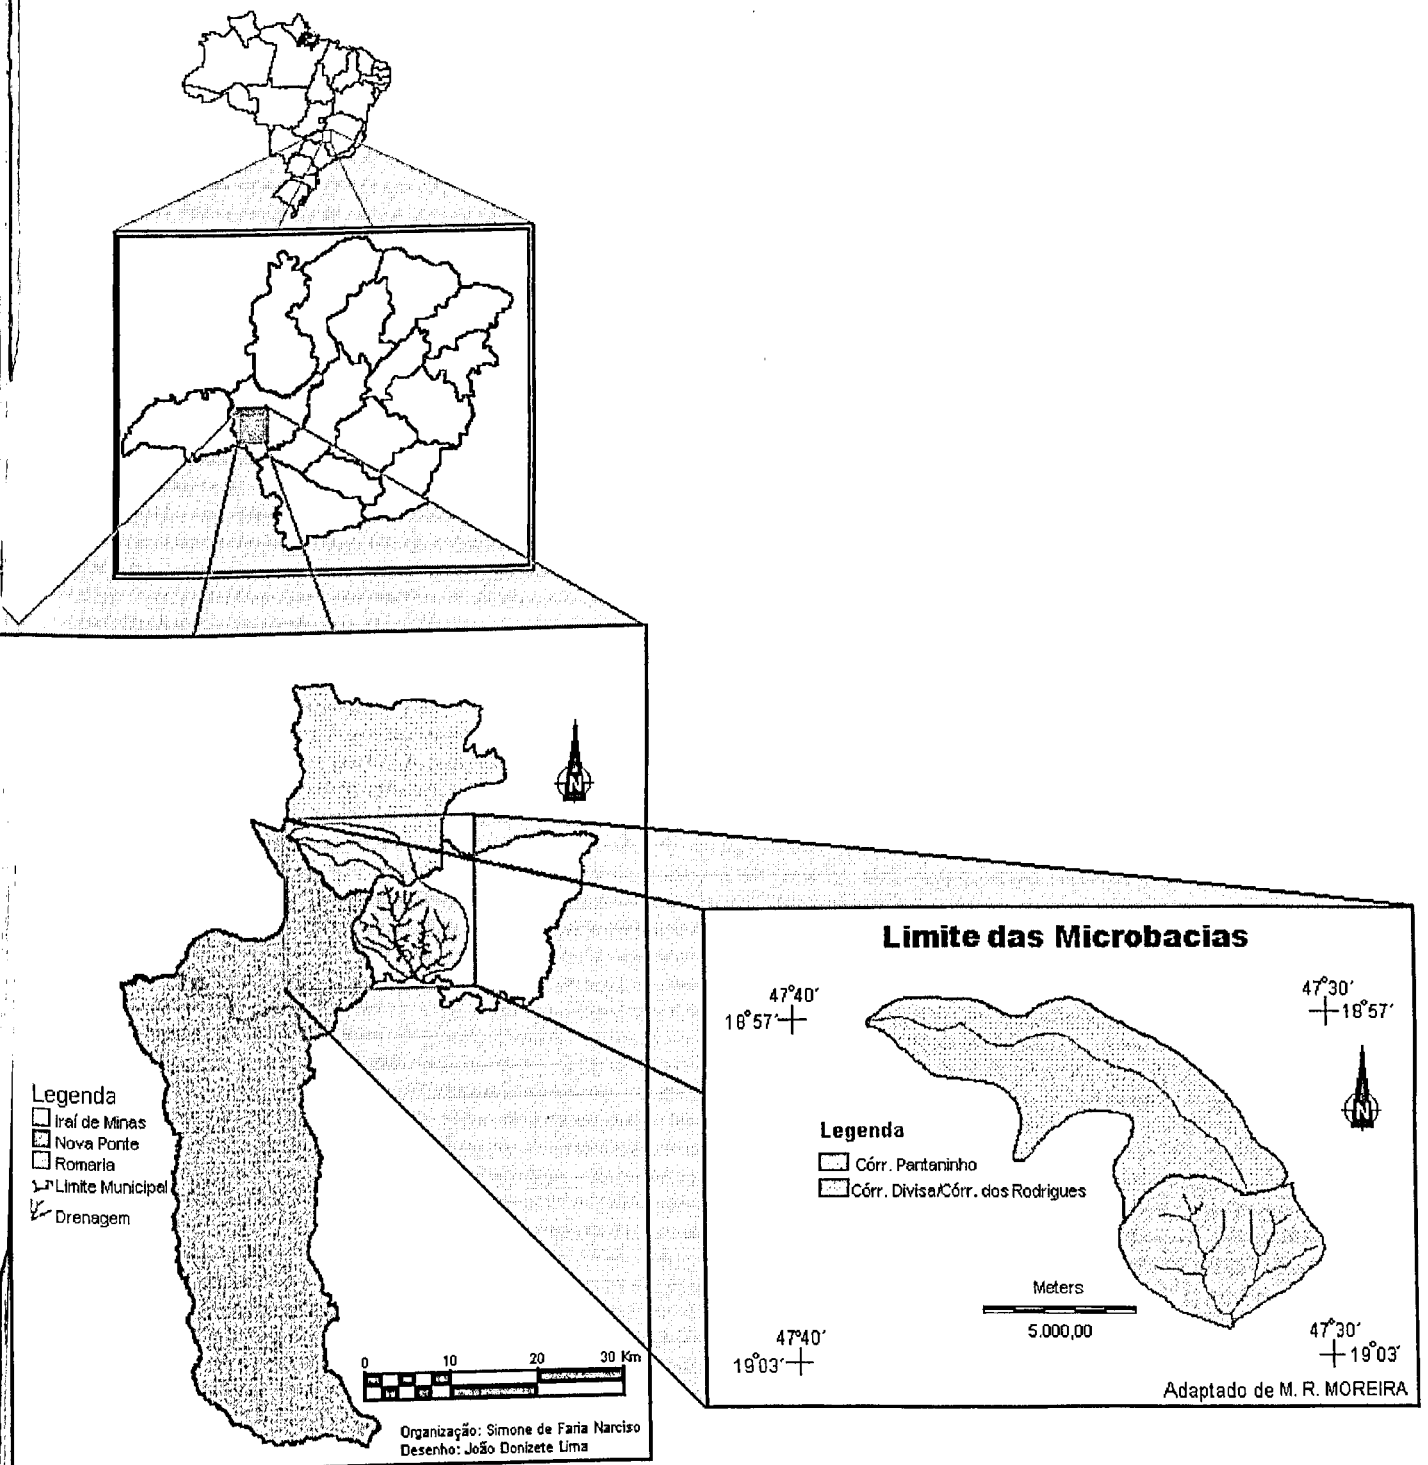 N
Legenda
Iraí de Minas
Nova Ponte
Romaria
Limite Municipal
Drenagem
0 10 20 30 Km
Organização: Simone de Faria Narciso
Desenho: João Donizete Lima
Limite das Microbacias
47°40'
18°57'
47°30'
18°57'
N
Legenda
Córr. Pantaninho
Córr. Divisa/Córr. dos Rodrigues
Meters
5.000,00
47°40'
19°03'
47°30'
19°03'
Adaptado de M. R. MOREIRA